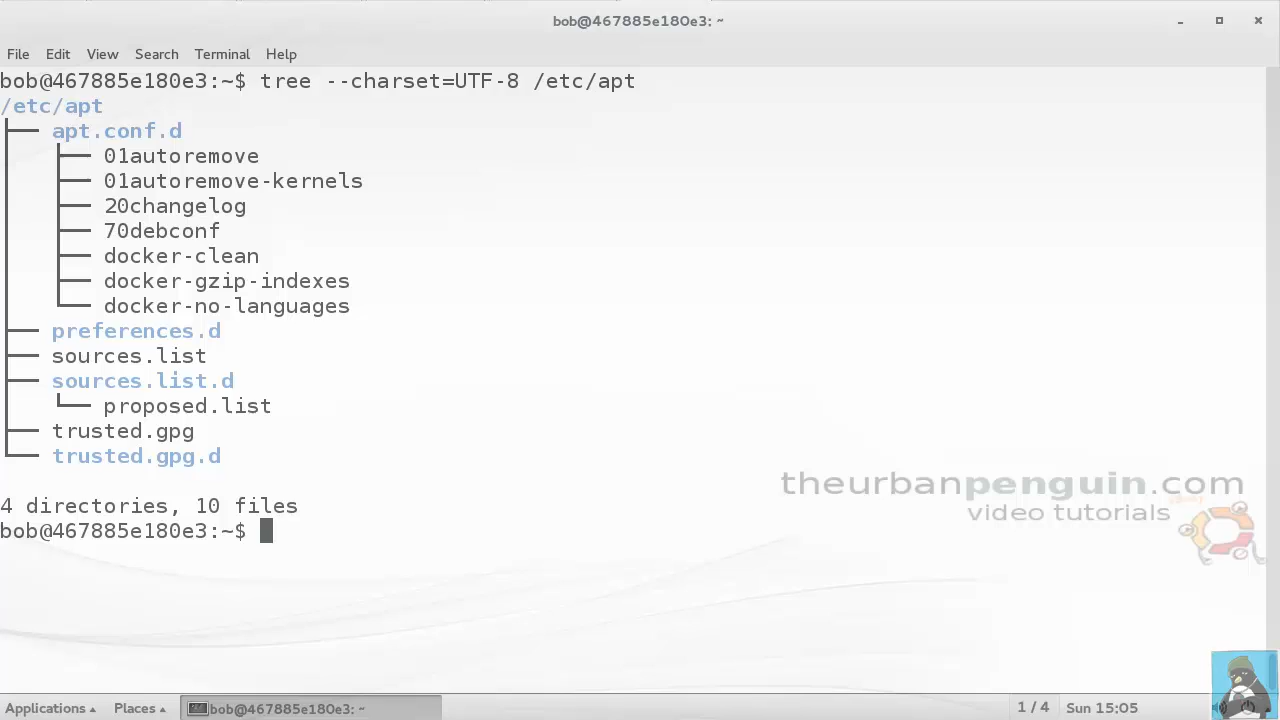 bob@467885e180e3: ~
File Edit View Search Terminal Help
bob@467885e180e3:~$ tree --charset=UTF-8 /etc/apt
/etc/apt
├── apt.conf.d
│   ├── 01autoremove
│   ├── 01autoremove-kernels
│   ├── 20changelog
│   ├── 70debconf
│   ├── docker-clean
│   ├── docker-gzip-indexes
│   └── docker-no-languages
├── preferences.d
├── sources.list
├── sources.list.d
│   └── proposed.list
├── trusted.gpg
└── trusted.gpg.d
theurbanpenguin.com
video tutorials
4 directories, 10 files
bob@467885e180e3:~$
Applications Places bob@467885e180e3: ~ 1 / 4 Sun 15:05